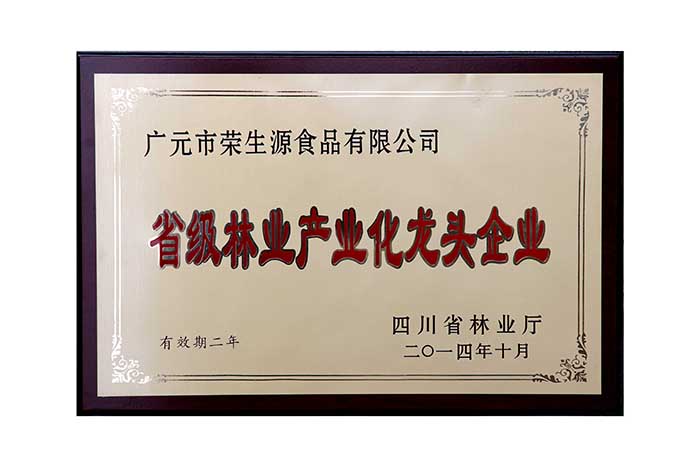 广元市荣生源食品有限公司
省级林业产业化龙头企业
四川省林业厅
有效期二年
二〇一四年十月